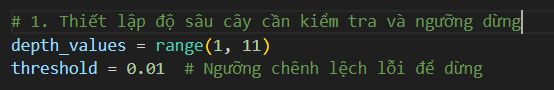 # 1. Thiết lập độ sâu cây cần kiểm tra và ngưỡng dừng
depth_values = range(1, 11)
threshold = 0.01  # Ngưỡng chênh lệch lỗi để dừng